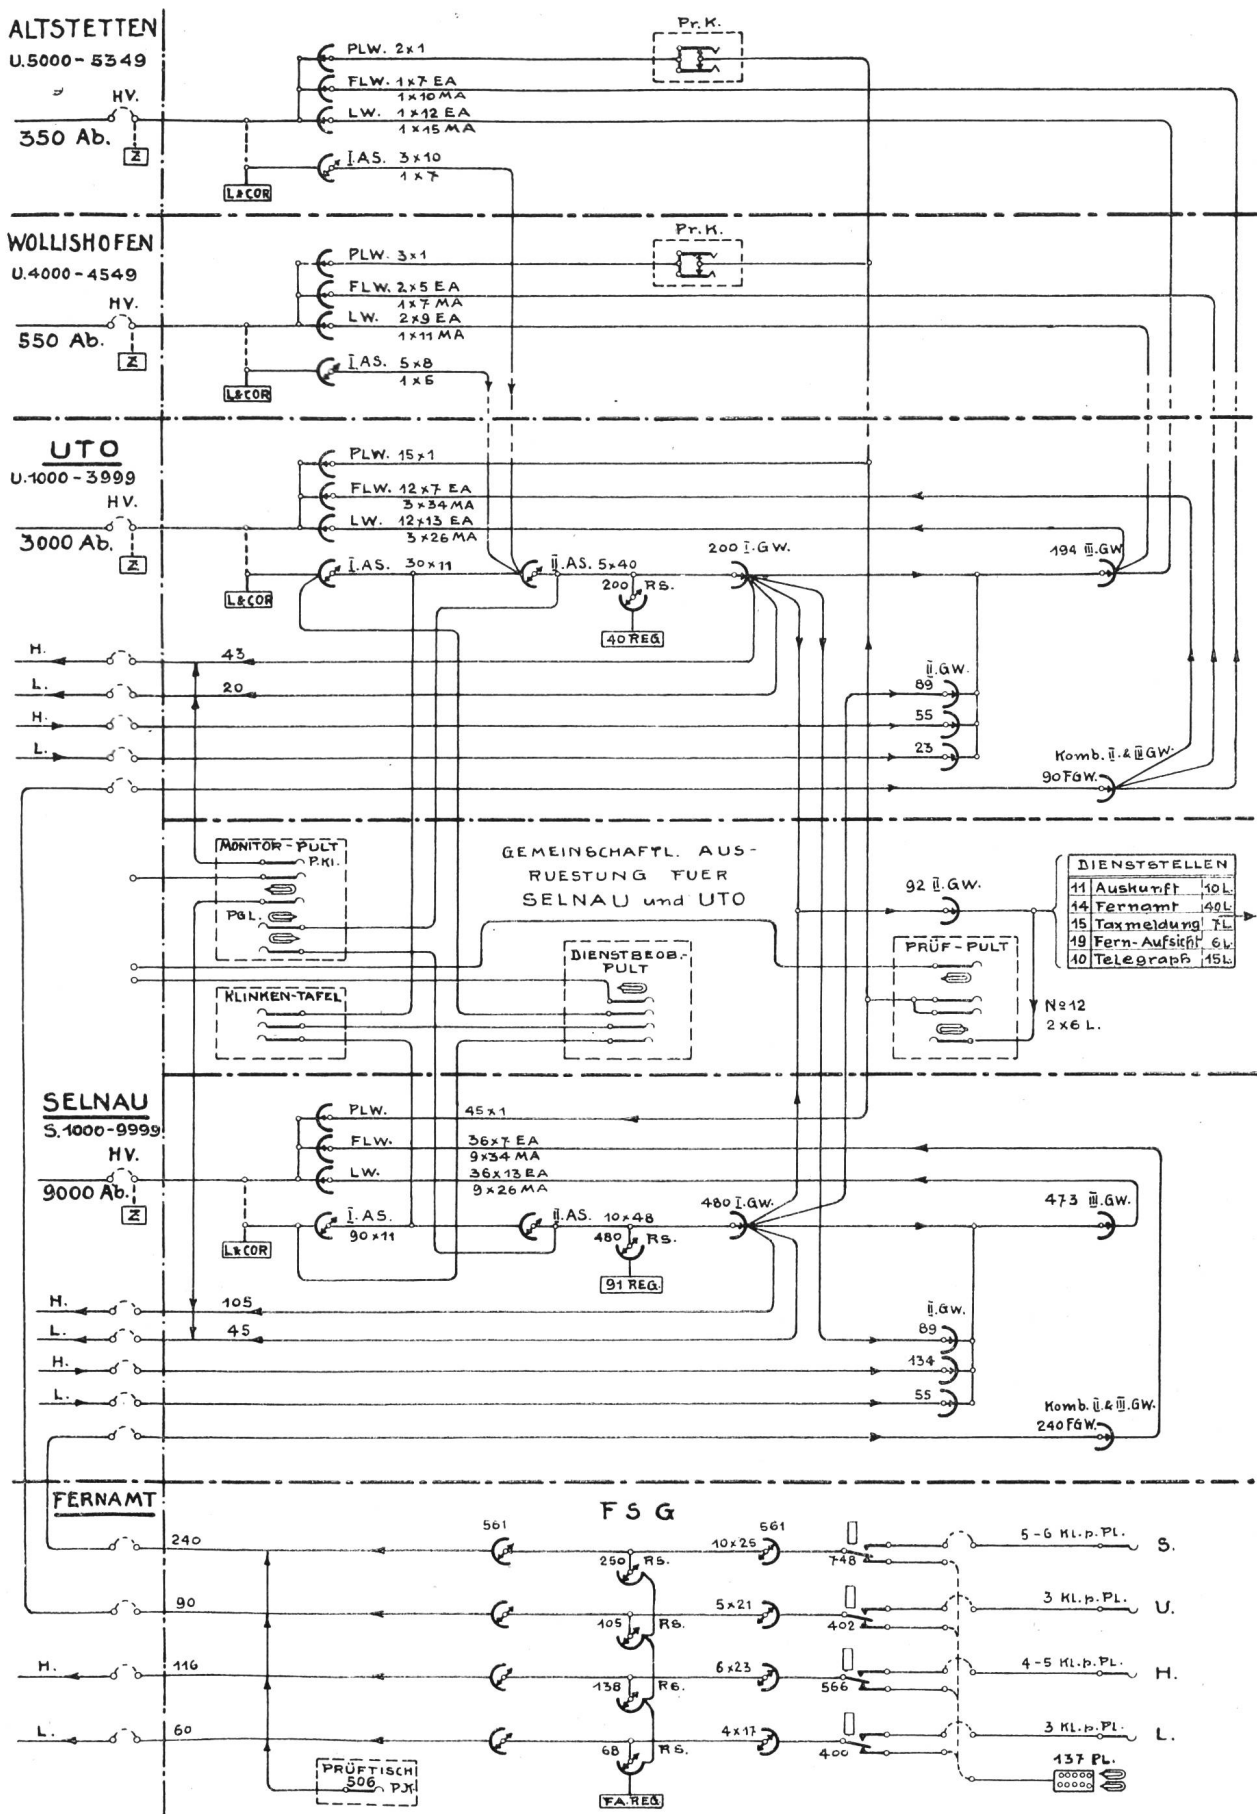 ALTSTETTEN
U.5000-5349
HV.
350 Ab.
Z
L&COR
PLW. 2x1
FLW. 1x7 EA
1x10 MA
LW. 1x12 EA
1x15 MA
I.AS. 3x10
1x7
Pr.K.
WOLLISHOFEN
U.4000-4549
HV.
550 Ab.
Z
L&COR
PLW. 3x1
FLW. 2x5 EA
1x7 MA
LW. 2x9 EA
1x11 MA
I.AS. 5x8
1x6
Pr.K.
UTO
U.1000-3999
HV.
3000 Ab.
Z
L&COR
PLW. 15x1
FLW. 12x7 EA
3x34 MA
LW. 12x13 EA
3x26 MA
I.AS. 30x11
II.AS. 5x40
200 RS.
40 REG
200 I.GW.
194 III.GW
H. 43
L. 20
II.GW.
89
H. 55
L. 23
Komb. II.&III GW.
90 FGW.
MONITOR-PULT
P.Kl.
PGL.
KLINKEN-TAFEL
GEMEINSCHAFTL. AUS-
RUESTUNG FUER
SELNAU und UTO
DIENSTBEOB.-
PULT
92 II.GW.
PRÜF-PULT
DIENSTSTELLEN
11 Auskunft 10L
14 Fernamt 40L
15 Taxmeldung 7L
19 Fern-Aufsicht 6L
10 Telegraph 15L
No 12
2x6 L.
SELNAU
S.1000-9999
HV.
9000 Ab.
Z
L&COR
PLW. 45x1
FLW. 36x7 EA
9x34 MA
LW. 36x13 EA
9x26 MA
I.AS.
90x11
II.AS. 10x48
480 RS.
91 REG.
480 I.GW.
473 III.GW.
H. 105
L. 45
II.GW.
89
H. 134
L. 55
Komb. II.&III.GW.
240 FGW.
FERNAMT
FSG
240 561 250 RS. 10x25 561 748 5-6 Kl.p.PL. S.
90 105 RS. 5x21 402 3 Kl.p.PL. U.
H. 116 138 RS. 6x23 566 4-5 Kl.p.PL. H.
L. 60 68 RS. 4x17 400 3 KL.p.PL. L.
PRÜFTISCH
506 P.K
FA.REG
137 PL.